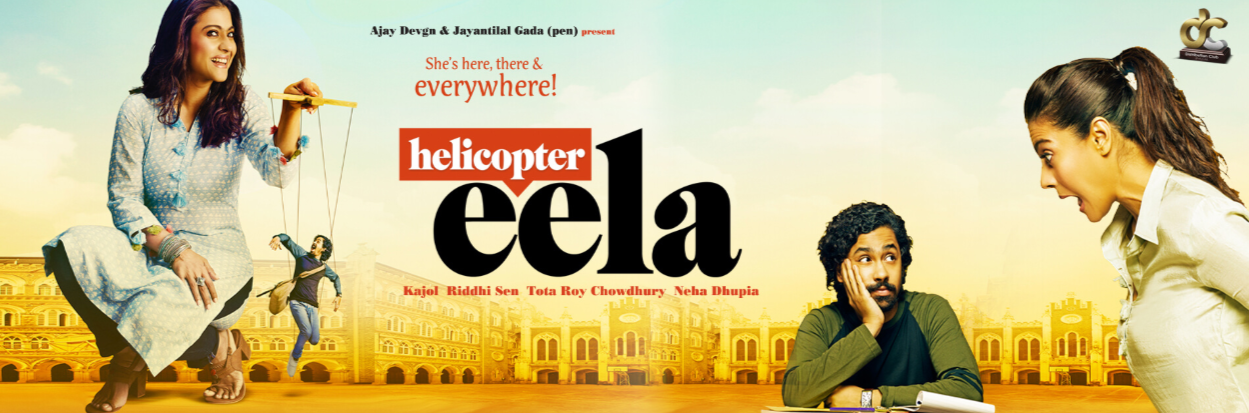 Ajay Devgn & Jayantilal Gada (pen) present
She's here, there &
everywhere!
helicopter
eela
Kajol Riddhi Sen Tota Roy Chowdhury Neha Dhupia
dc